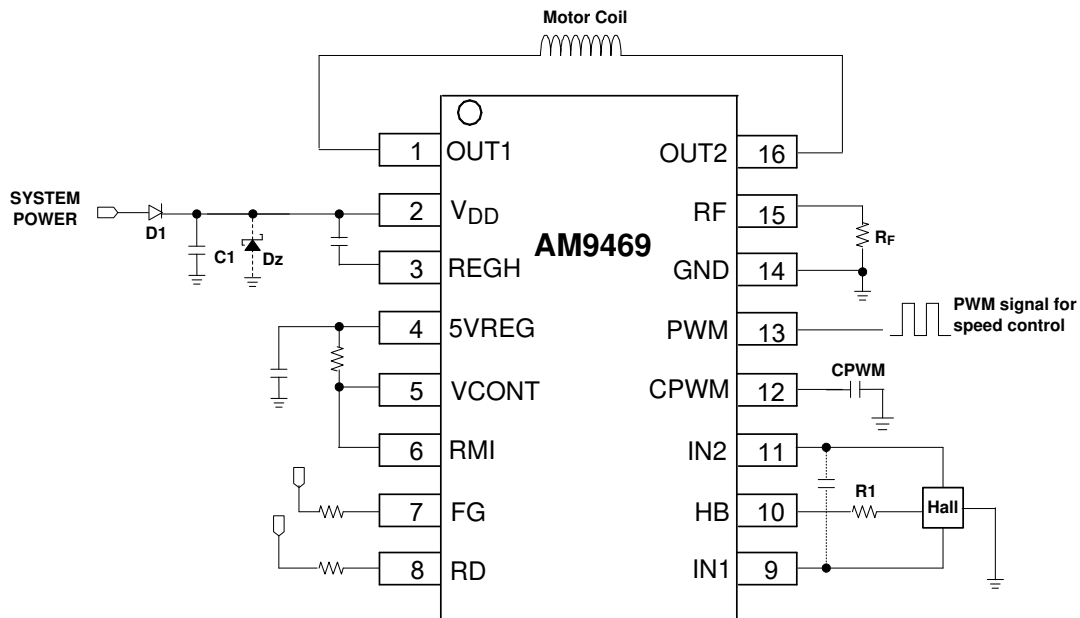 Motor Coil
1 OUT1
OUT2 16
SYSTEM
POWER
D1
C1
Dz
2 VDD
RF 15
RF
AM9469
3 REGH
GND 14
4 5VREG
PWM 13
PWM signal for
speed control
5 VCONT
CPWM 12
CPWM
6 RMI
IN2 11
7 FG
HB 10
R1
Hall
8 RD
IN1 9